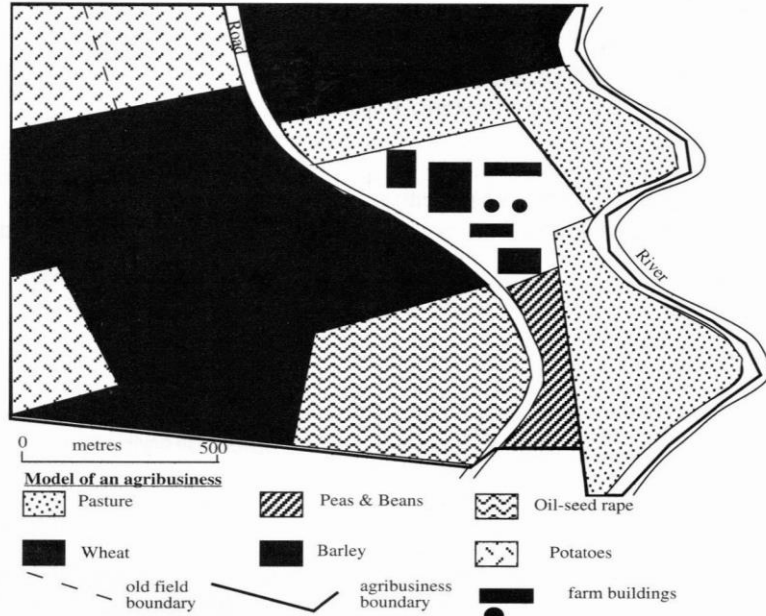 Road
River
0 metres 500
Model of an agribusiness
Pasture
Peas & Beans
Oil-seed rape
Wheat
Barley
Potatoes
old field
boundary
agribusiness
boundary
farm buildings